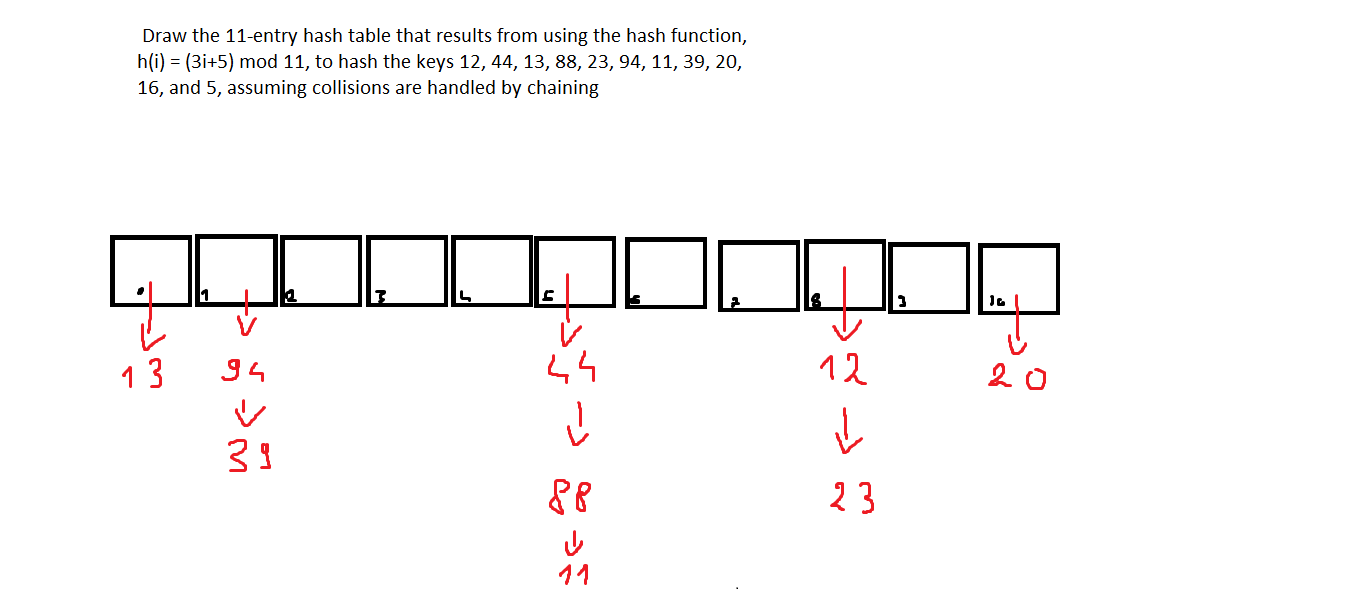 Draw the 11-entry hash table that results from using the hash function,
h(i) = (3i+5) mod 11, to hash the keys 12, 44, 13, 88, 23, 94, 11, 39, 20,
16, and 5, assuming collisions are handled by chaining
0 1 2 3 4 5 6 7 8 9 10
13 94 44 12 20
39 88 23
11